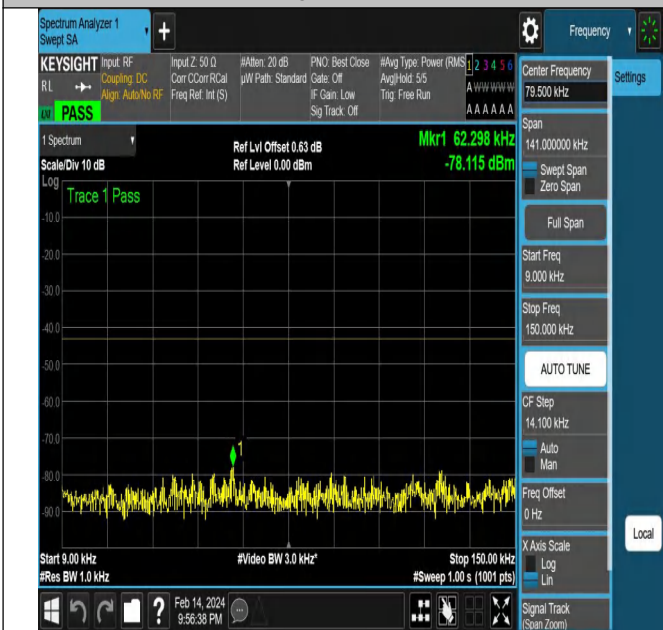 Spectrum Analyzer 1
Swept SA
+
Frequency
KEYSIGHT
Input: RF
Coupling: DC
Align: Auto/No RF
Input Z: 50 Ω
Corr CCorr RCal
Freq Ref: Int (S)
#Atten: 20 dB
µW Path: Standard
PNO: Best Close
Gate: Off
IF Gain: Low
Sig Track: Off
#Avg Type: Power (RMS
Avg|Hold: 5/5
Trig: Free Run
1 2 3 4 5 6
A W W W W W
A A A A A A
RL
LXI
PASS
1 Spectrum
Scale/Div 10 dB
Ref Lvl Offset 0.63 dB
Ref Level 0.00 dBm
Mkr1 62.298 kHz
-78.115 dBm
Log
Trace 1 Pass
-10.0
-20.0
-30.0
-40.0
-50.0
-60.0
-70.0
-80.0
-90.0
1
Start 9.00 kHz
#Res BW 1.0 kHz
#Video BW 3.0 kHz*
Stop 150.00 kHz
#Sweep 1.00 s (1001 pts)
?
Feb 14, 2024
9:56:38 PM
Center Frequency
79.500 kHz
Settings
Span
141.000000 kHz
Swept Span
Zero Span
Full Span
Start Freq
9.000 kHz
Stop Freq
150.000 kHz
AUTO TUNE
CF Step
14.100 kHz
Auto
Man
Freq Offset
0 Hz
Local
X Axis Scale
Log
Lin
Signal Track
(Span Zoom)